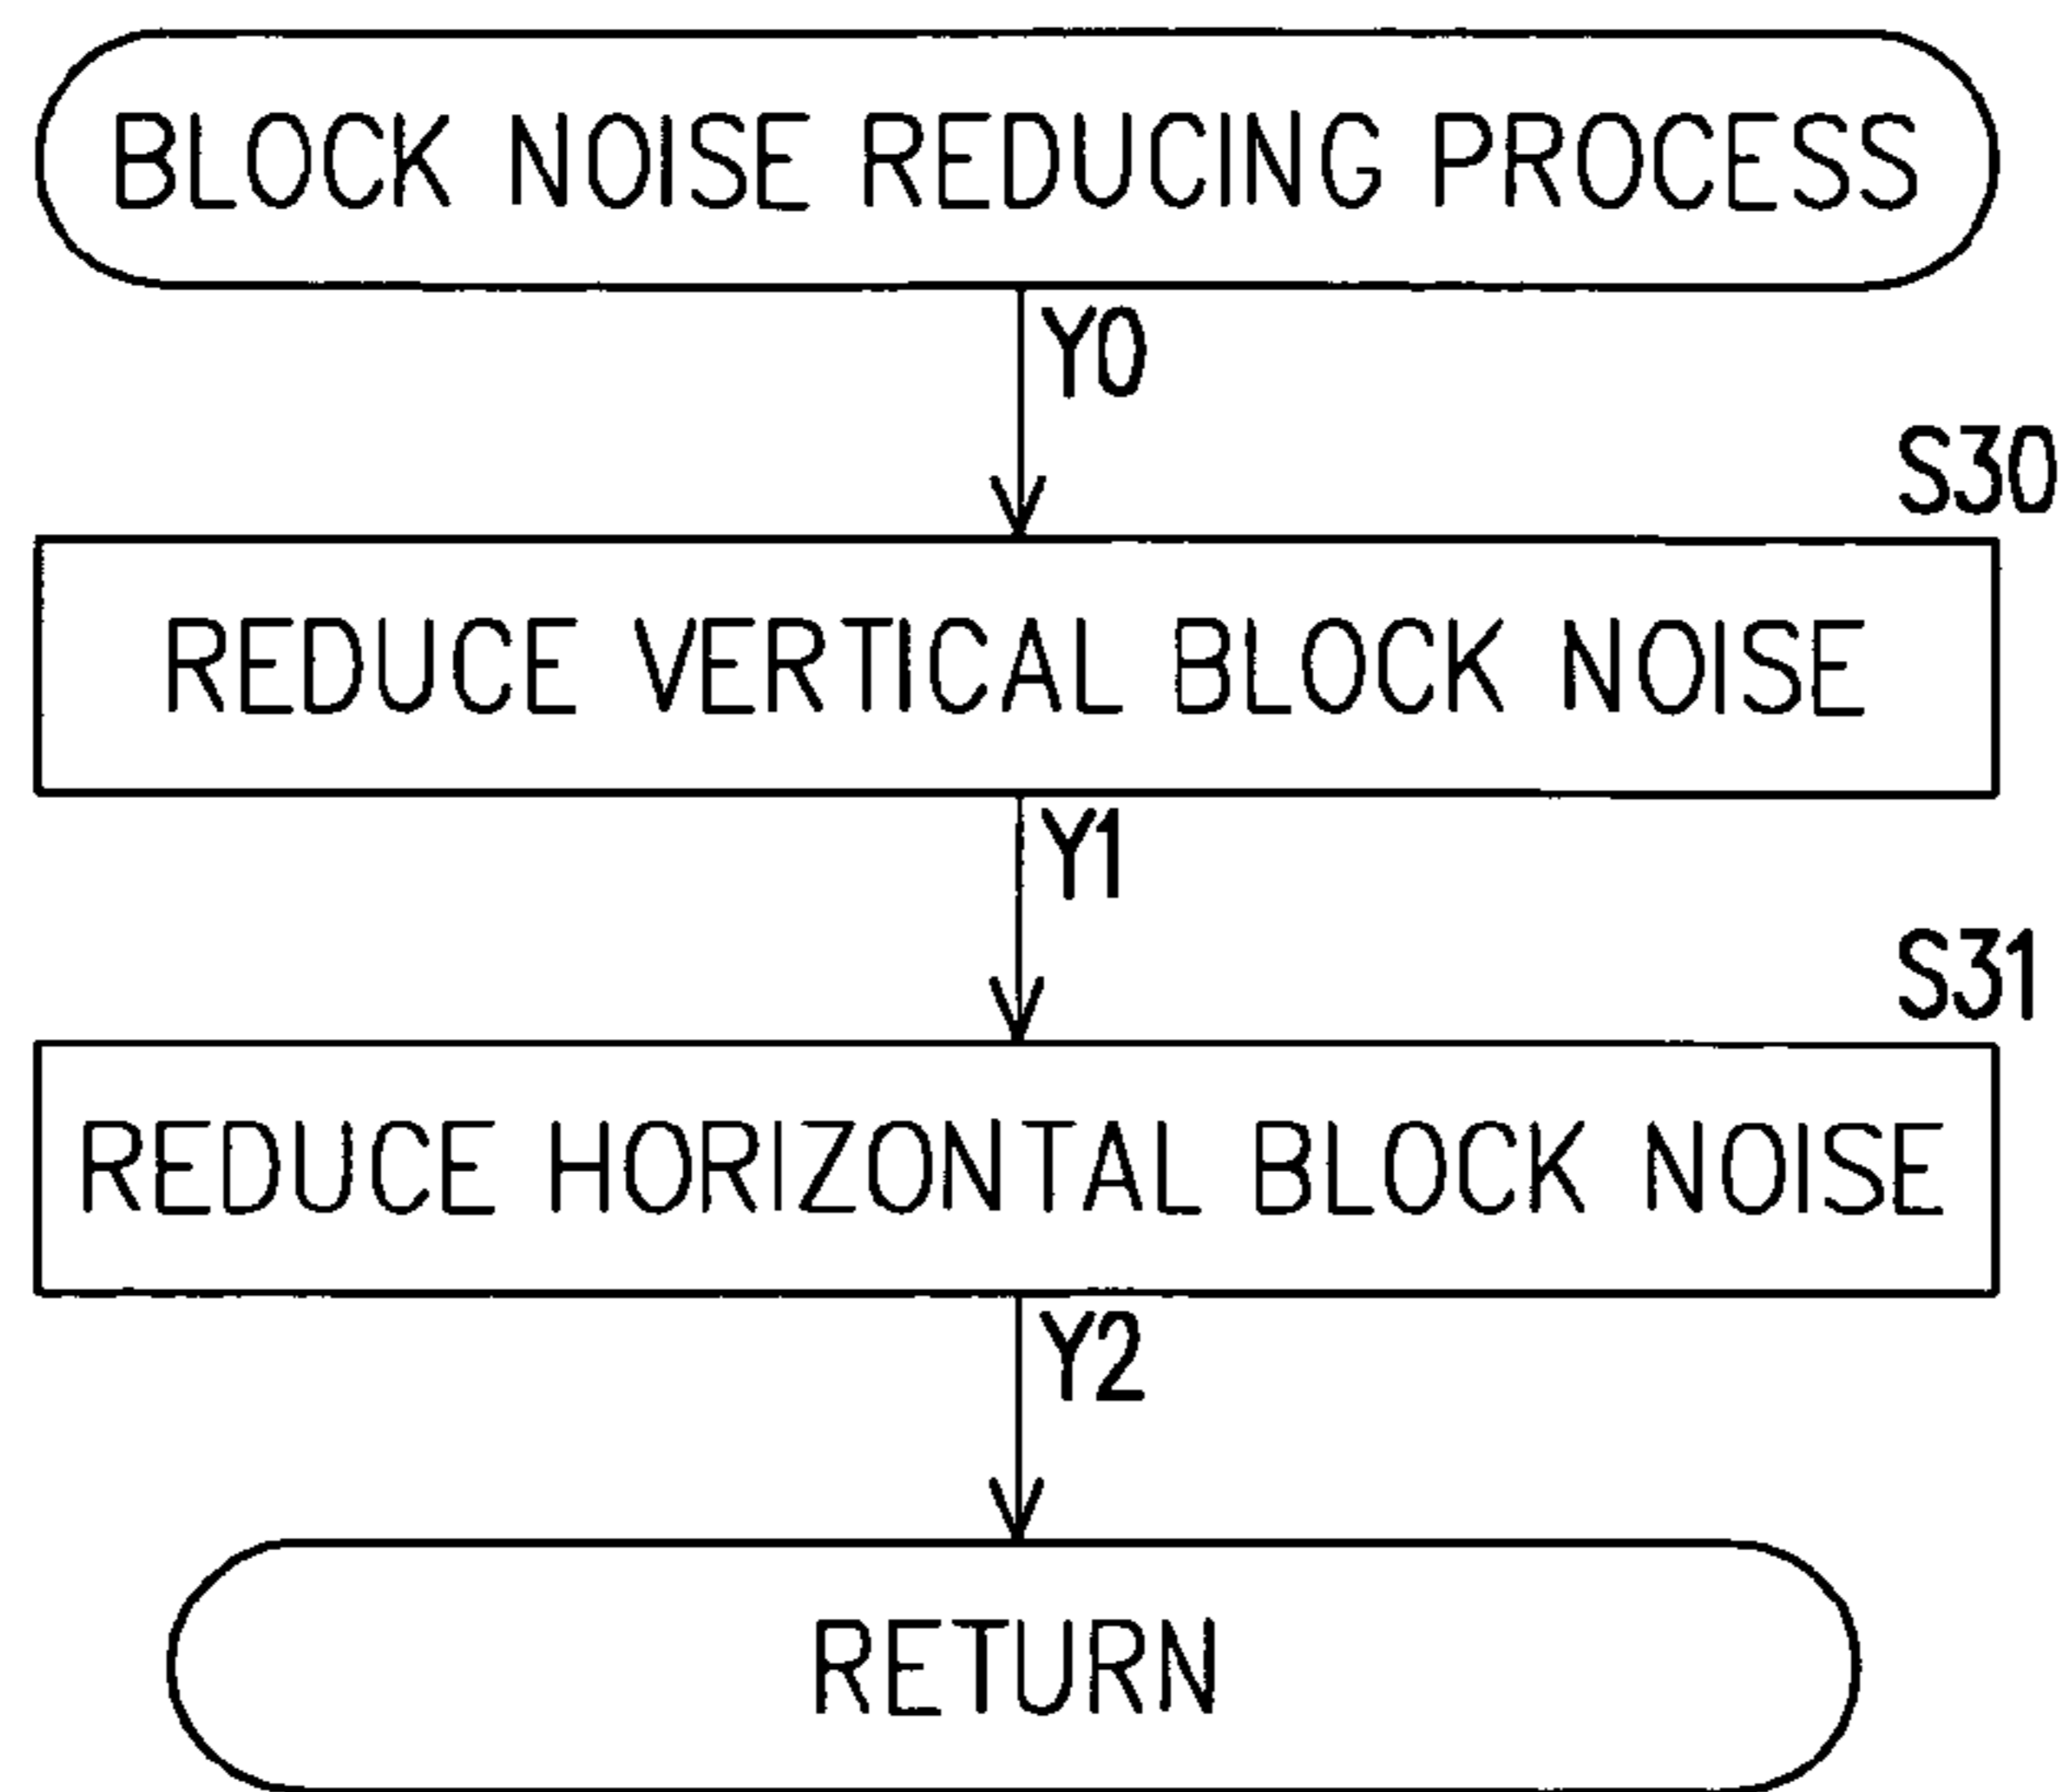 BLOCK NOISE REDUCING PROCESS
Y0
S30
REDUCE VERTICAL BLOCK NOISE
Y1
S31
REDUCE HORIZONTAL BLOCK NOISE
Y2
RETURN